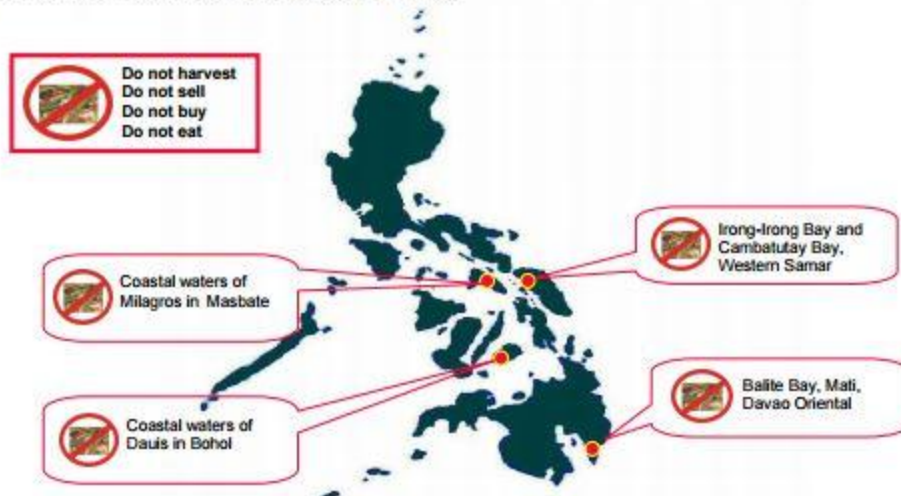 Do not harvest
Do not sell
Do not buy
Do not eat
Irong-Irong Bay and
Cambatutay Bay,
Western Samar
Coastal waters of
Milagros in Masbate
Balite Bay, Mati,
Davao Oriental
Coastal waters of
Dauis in Bohol